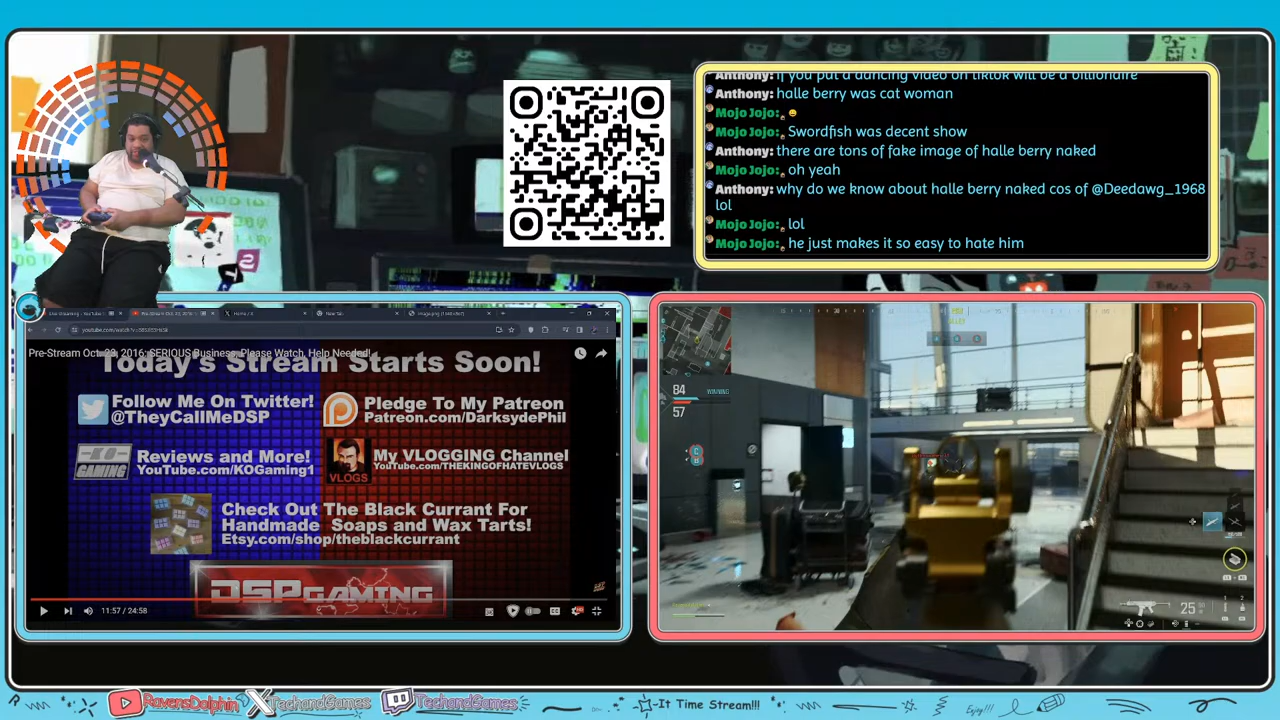 Anthony: if you put a dancing video on tiktok will be a billionaire
Anthony: halle berry was cat woman
Mojo Jojo:
Mojo Jojo: Swordfish was decent show
Anthony: there are tons of fake image of halle berry naked
Mojo Jojo: oh yeah
Anthony: why do we know about halle berry naked cos of @Deedawg_1968
lol
Mojo Jojo: lol
Mojo Jojo: he just makes it so easy to hate him
Pre-Stream Oct. 23, 2016: SERIOUS Business, Please Watch, Help Needed!
Today's Stream Starts Soon!
Follow Me On Twitter!
@TheyCallMeDSP
Pledge To My Patreon
Patreon.com/DarksydePhil
KO
GAMING
Reviews and More!
YouTube.com/KOGaming1
VLOGS
My VLOGGING Channel
YouTube.com/THEKINGOFHATEVLOGS
Check Out The Black Currant For
Handmade Soaps and Wax Tarts!
Etsy.com/shop/theblackcurrant
DSPGAMING
11:57 / 24:58
84
WINNING
57
C
B
25
RavensDolphin
TechandGames
TechandGames
It Time Stream!!!
Enjoy!!!